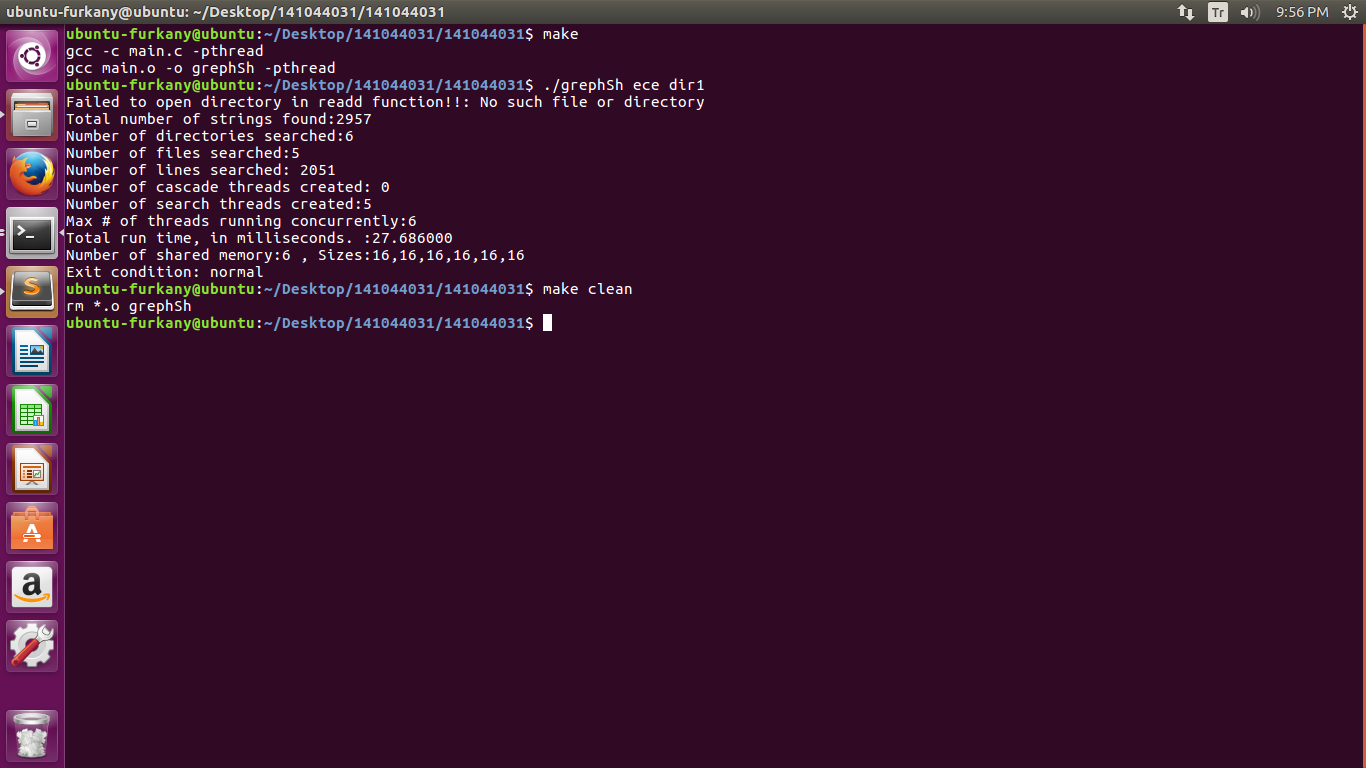 ubuntu-furkany@ubuntu: ~/Desktop/141044031/141044031
Tr
9:56 PM
ubuntu-furkany@ubuntu:~/Desktop/141044031/141044031$ make
gcc -c main.c -pthread
gcc main.o -o grephSh -pthread
ubuntu-furkany@ubuntu:~/Desktop/141044031/141044031$ ./grephSh ece dir1
Failed to open directory in readd function!!: No such file or directory
Total number of strings found:2957
Number of directories searched:6
Number of files searched:5
Number of lines searched: 2051
Number of cascade threads created: 0
Number of search threads created:5
Max # of threads running concurrently:6
Total run time, in milliseconds. :27.686000
Number of shared memory:6 , Sizes:16,16,16,16,16,16
Exit condition: normal
ubuntu-furkany@ubuntu:~/Desktop/141044031/141044031$ make clean
rm *.o grephSh
ubuntu-furkany@ubuntu:~/Desktop/141044031/141044031$